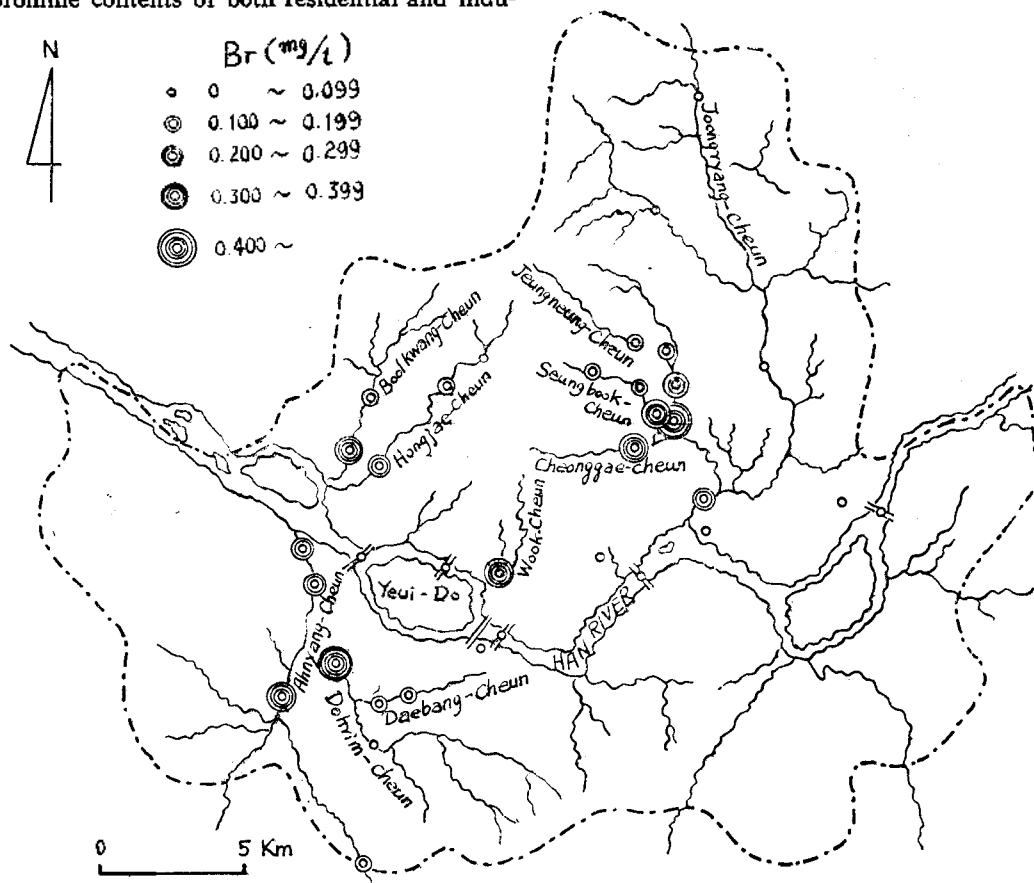 bromine contents of both residential and indu-
N
Br (mg/l)
0 ~ 0.099
0.100 ~ 0.199
0.200 ~ 0.299
0.300 ~ 0.399
0.400 ~
Joongryang-Cheun
Jeungneung-Cheun
Boolkwang-Cheun
Seungbook-
Cheun
Hongjae-Cheun
Cheonggae-Cheun
Wook-Cheun
Yeui-Do
Ahnyang-Cheun
HAN RIVER
Daebang-Cheun
Dohrim-cheun
0 5 Km